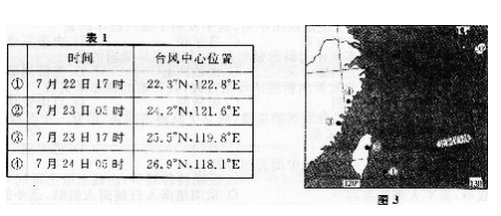 表 1
时间 台风中心位置
① 7月22日17时 22.3°N,122.8°E
② 7月23日05时 24.2°N,121.6°E
③ 7月23日17时 25.5°N,119.8°E
④ 7月24日05时 26.9°N,118.1°E
120°
130°
图 3